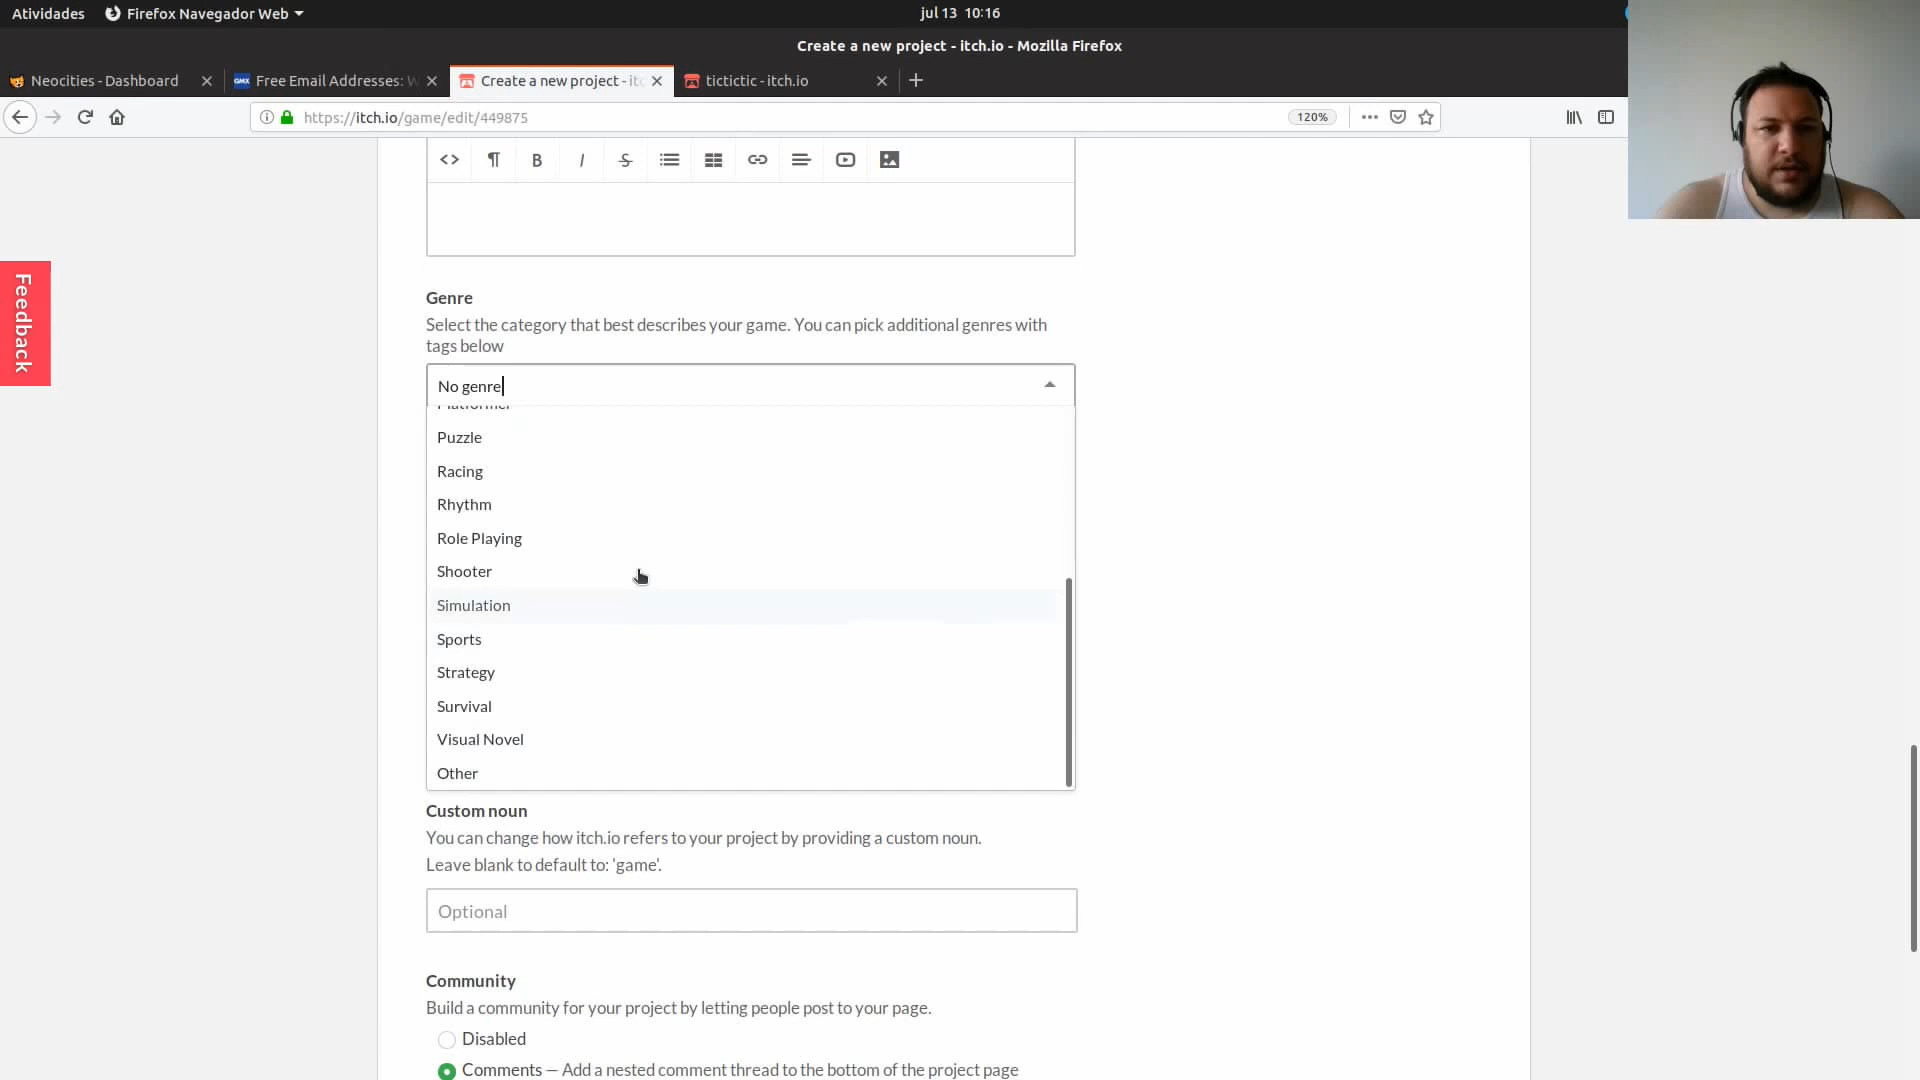 Atividades
Firefox Navegador Web
jul 13 10:16
Create a new project - itch.io - Mozilla Firefox
Neocities - Dashboard
GMX
Free Email Addresses: W
Create a new project - itc
tictictic - itch.io
https://itch.io/game/edit/449875
120%
B
I
S
Feedback
Genre
Select the category that best describes your game. You can pick additional genres with
tags below
No genre
Platformer
Puzzle
Racing
Rhythm
Role Playing
Shooter
Simulation
Sports
Strategy
Survival
Visual Novel
Other
Custom noun
You can change how itch.io refers to your project by providing a custom noun.
Leave blank to default to: 'game'.
Optional
Community
Build a community for your project by letting people post to your page.
Disabled
Comments — Add a nested comment thread to the bottom of the project page